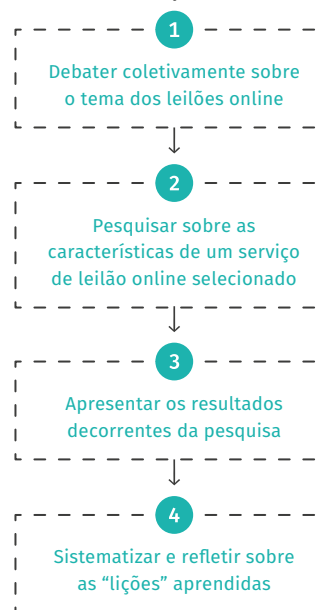 1
Debater coletivamente sobre
o tema dos leilões online
2
Pesquisar sobre as
características de um serviço
de leilão online selecionado
3
Apresentar os resultados
decorrentes da pesquisa
4
Sistematizar e refletir sobre
as “lições” aprendidas